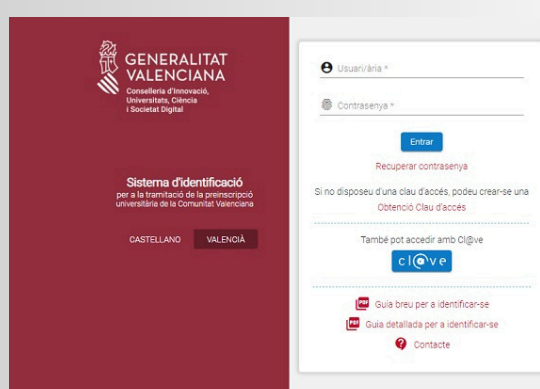 GENERALITAT
VALENCIANA
Conselleria d'Innovació,
Universitats, Ciència
i Societat Digital
Sistema d'identificació
per a la tramitació de la preinscripció
universitària de la Comunitat Valenciana
CASTELLANO VALENCIÀ
Usuari/ària *
Contrasenya *
Entrar
Recuperar contrasenya
Si no disposeu d'una clau d'accés, podeu crear-se una
Obtenció Clau d'accés
També pot accedir amb Cl@ve
cl@ve
PDF Guia breu per a identificar-se
PDF Guia detallada per a identificar-se
? Contacte